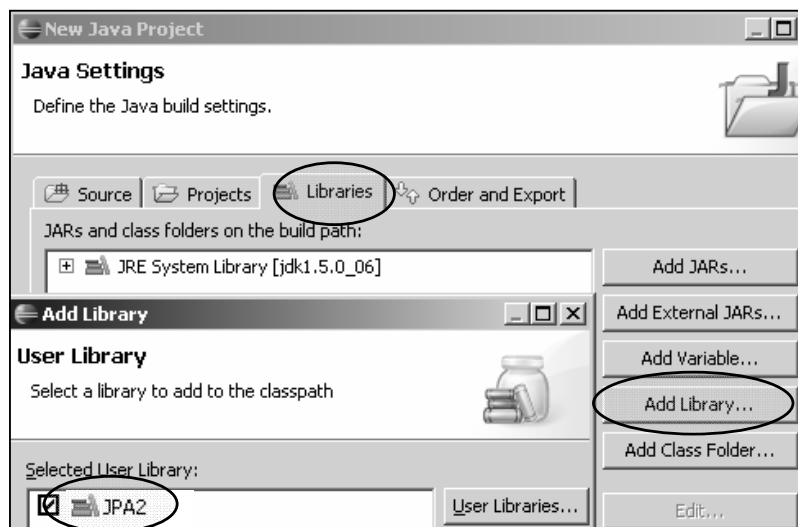 New Java Project
Java Settings
Define the Java build settings.
Source Projects Libraries Order and Export
JARs and class folders on the build path:
JRE System Library [jdk1.5.0_06]
Add JARs...
Add External JARs...
Add Variable...
Add Library...
Add Class Folder...
Edit...
Add Library
User Library
Select a library to add to the classpath
Selected User Library:
JPA2
User Libraries...